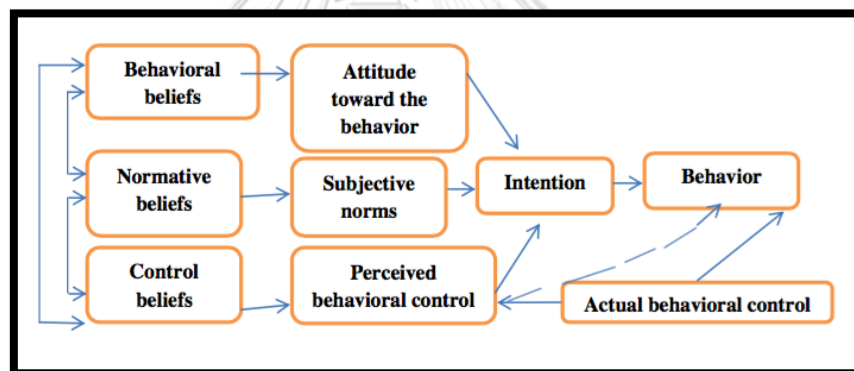 Behavioral
beliefs
Attitude
toward the
behavior
Normative
beliefs
Subjective
norms
Intention
Behavior
Control
beliefs
Perceived
behavioral control
Actual behavioral control